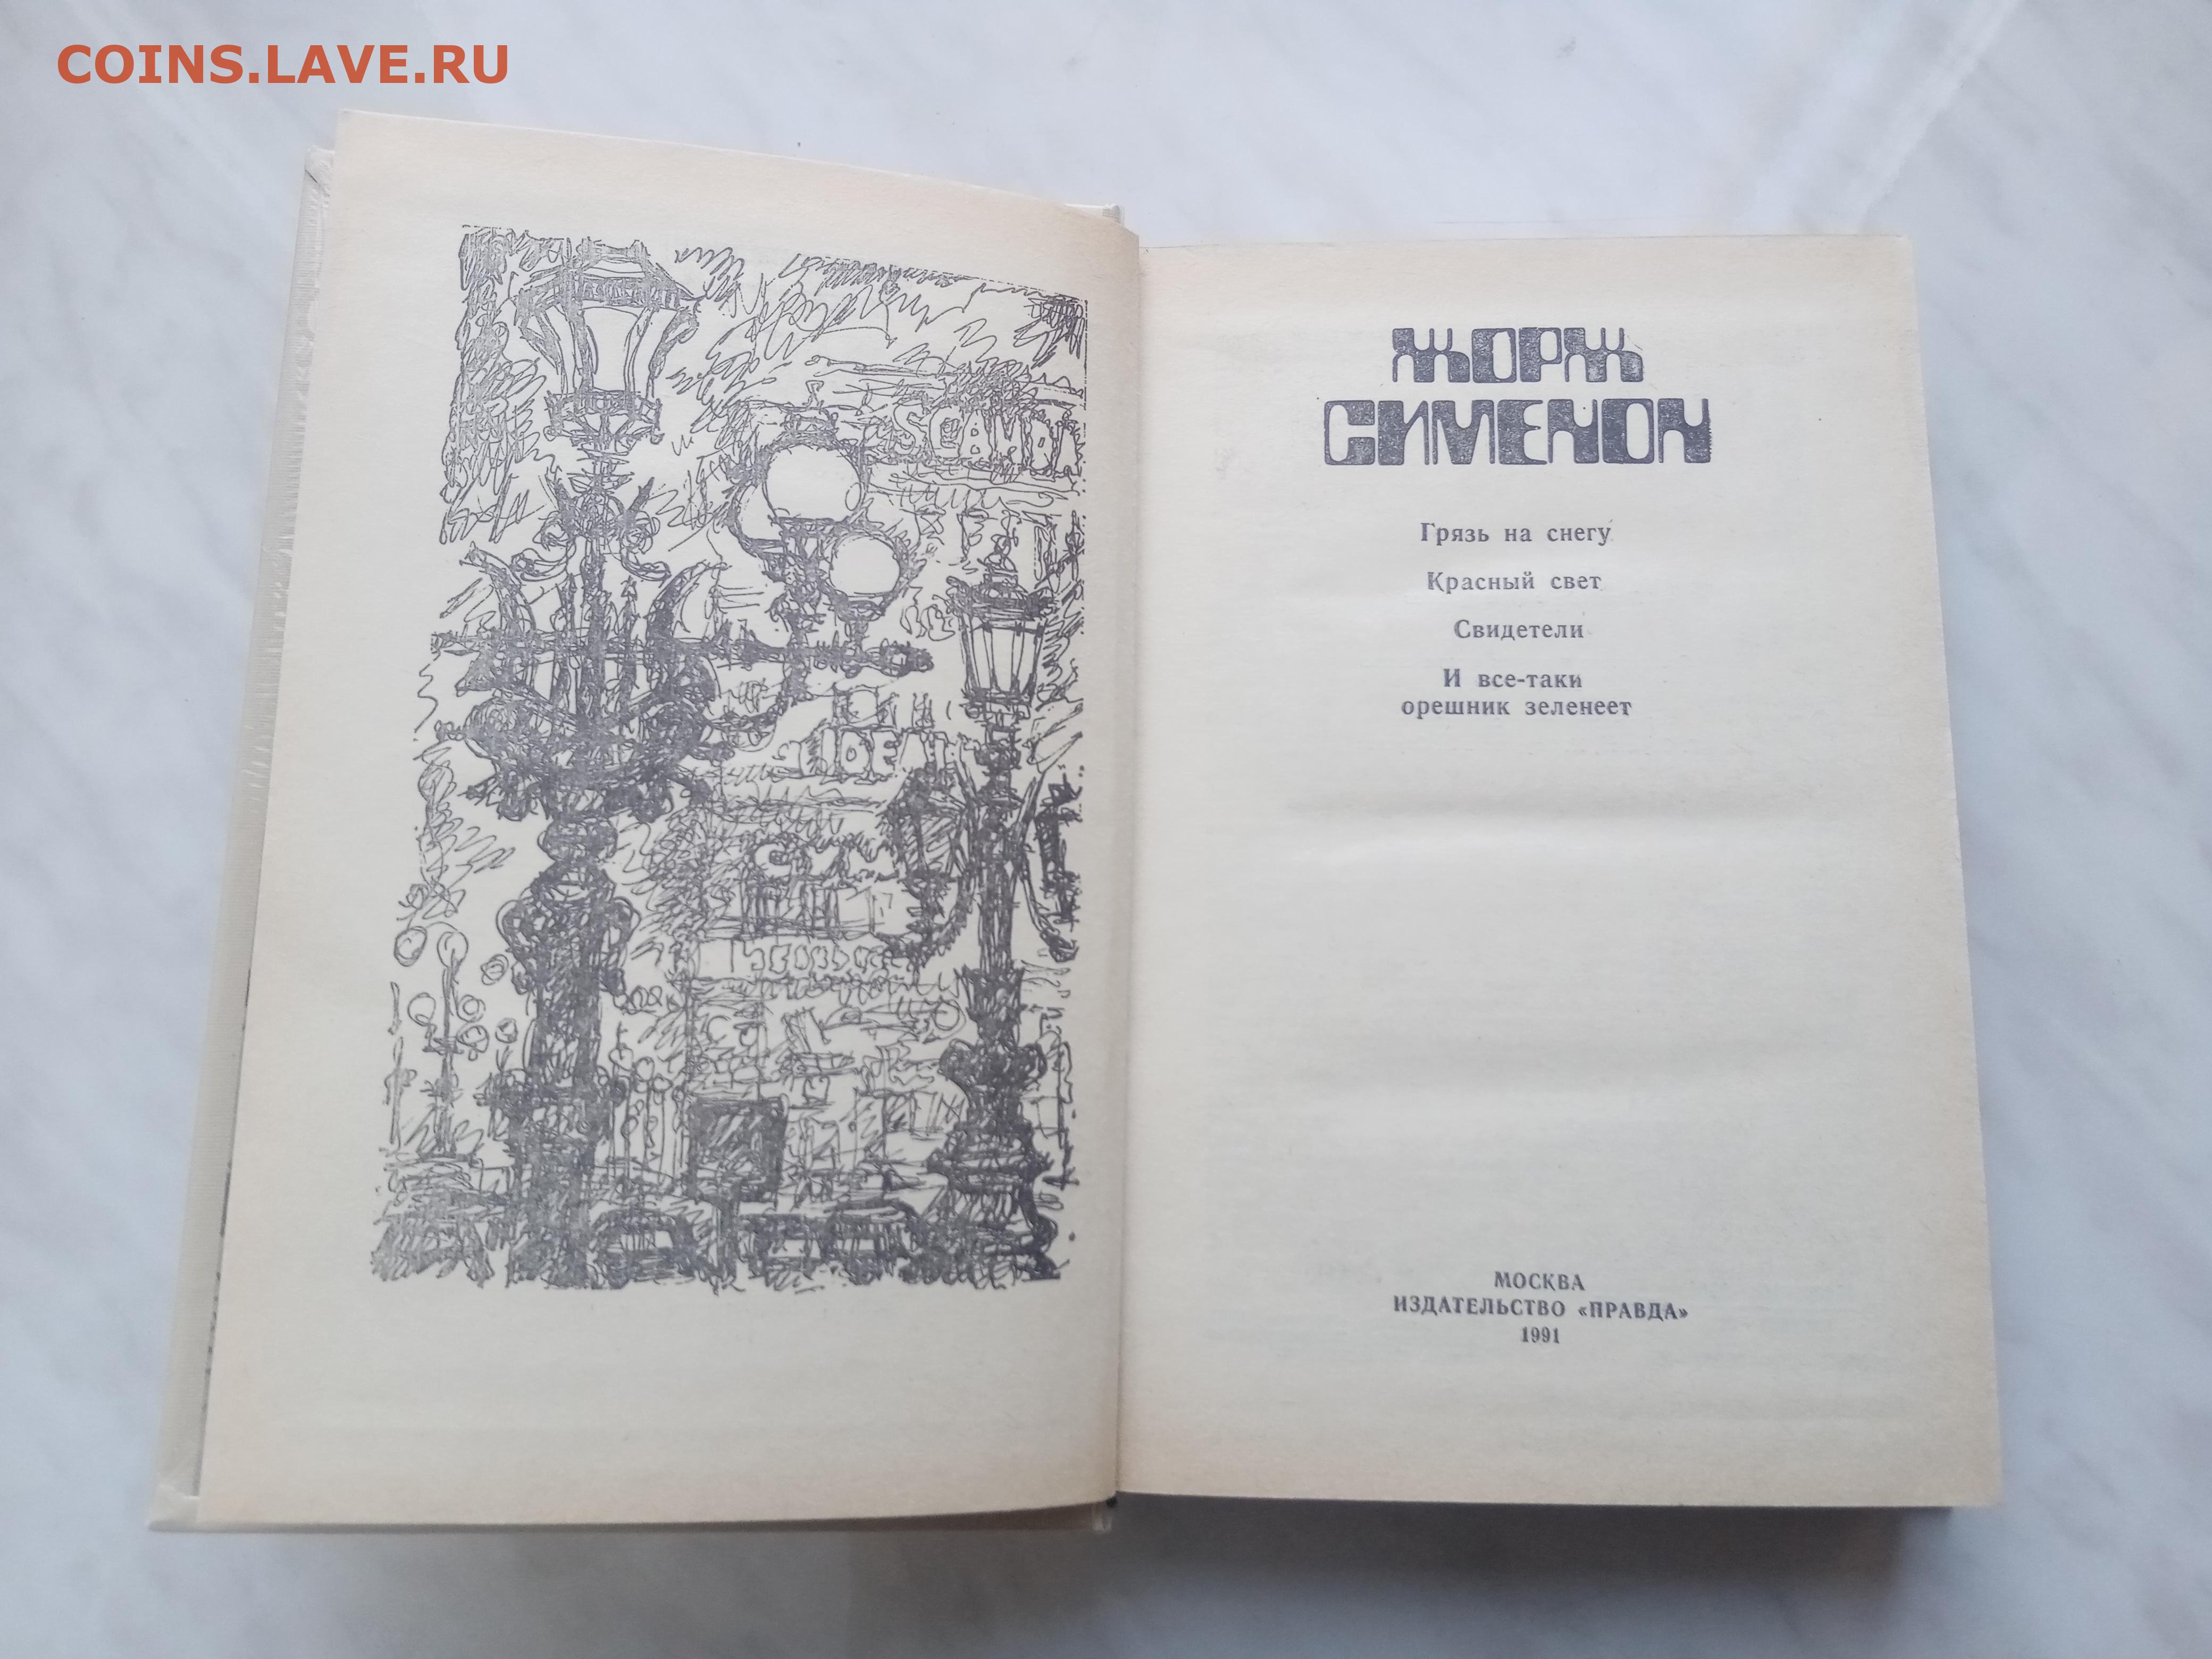 COINS.LAVE.RU
ЖОРЖ
СИМЕНОН
Грязь на снегу
Красный свет
Свидетели
И все-таки
орешник зеленеет
МОСКВА
ИЗДАТЕЛЬСТВО «ПРАВДА»
1991